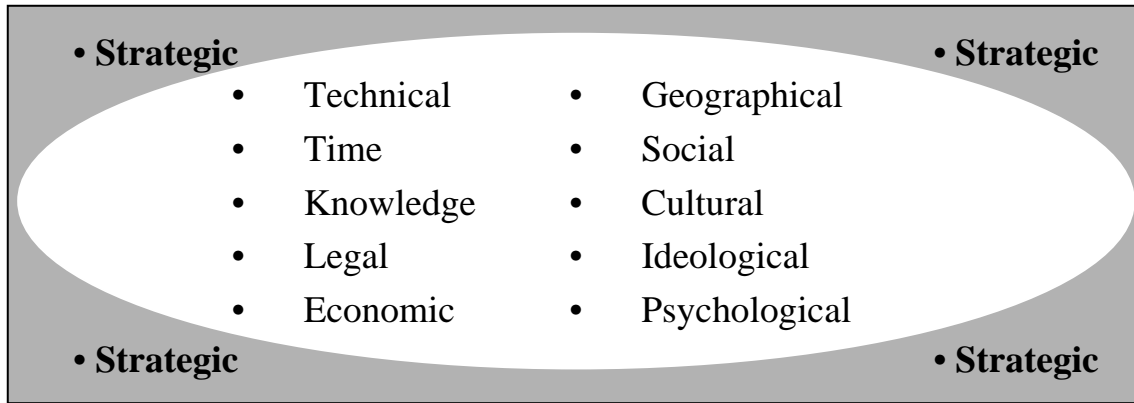 • Strategic • Strategic
• Technical • Geographical
• Time • Social
• Knowledge • Cultural
• Legal • Ideological
• Economic • Psychological
• Strategic • Strategic